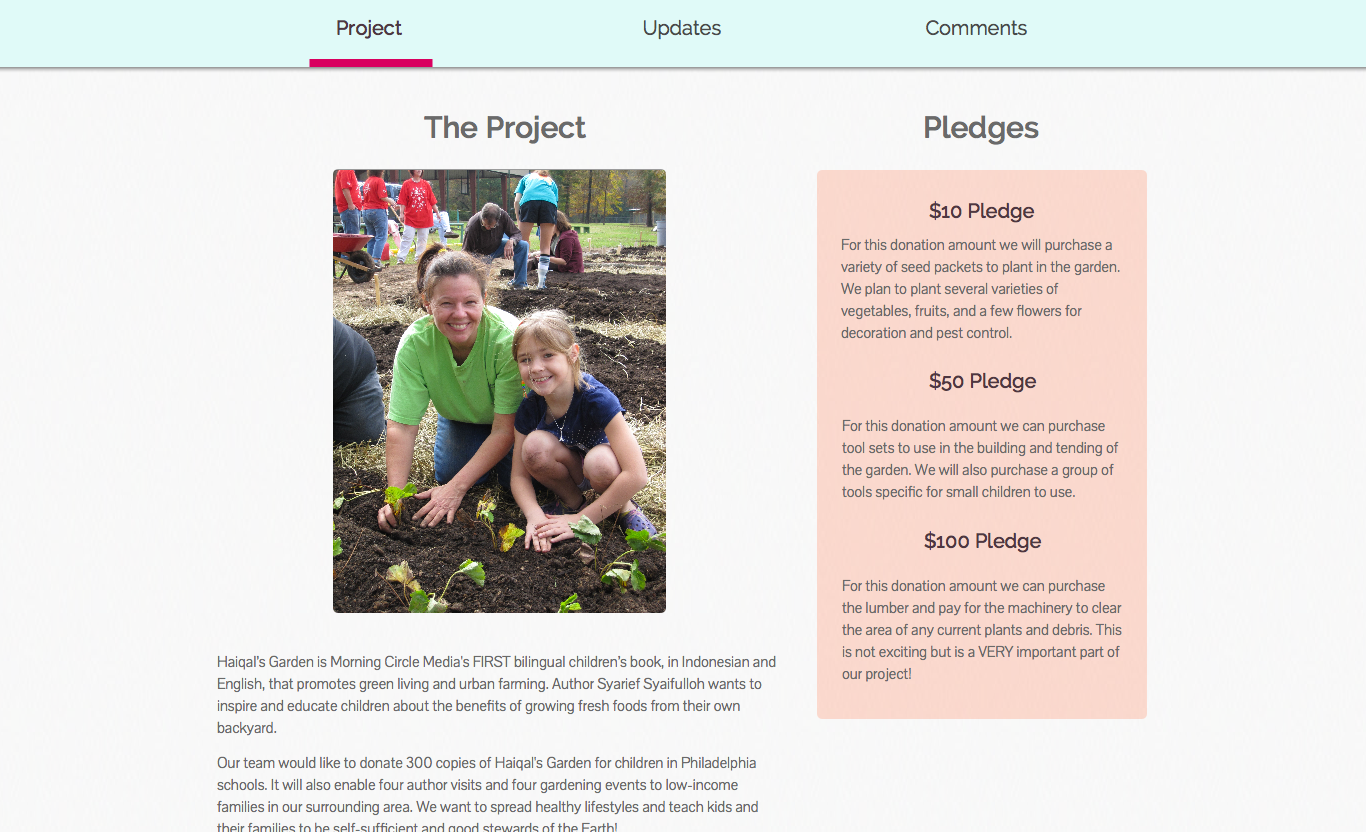 Project
Updates
Comments
The Project
Haiqal's Garden is Morning Circle Media's FIRST bilingual children's book, in Indonesian and
English, that promotes green living and urban farming. Author Syarief Syaifulloh wants to
inspire and educate children about the benefits of growing fresh foods from their own
backyard.
Our team would like to donate 300 copies of Haiqal's Garden for children in Philadelphia
schools. It will also enable four author visits and four gardening events to low-income
families in our surrounding area. We want to spread healthy lifestyles and teach kids and
their families to be self-sufficient and good stewards of the Earth!
Pledges
$10 Pledge
For this donation amount we will purchase a
variety of seed packets to plant in the garden.
We plan to plant several varieties of
vegetables, fruits, and a few flowers for
decoration and pest control.
$50 Pledge
For this donation amount we can purchase
tool sets to use in the building and tending of
the garden. We will also purchase a group of
tools specific for small children to use.
$100 Pledge
For this donation amount we can purchase
the lumber and pay for the machinery to clear
the area of any current plants and debris. This
is not exciting but is a VERY important part of
our project!